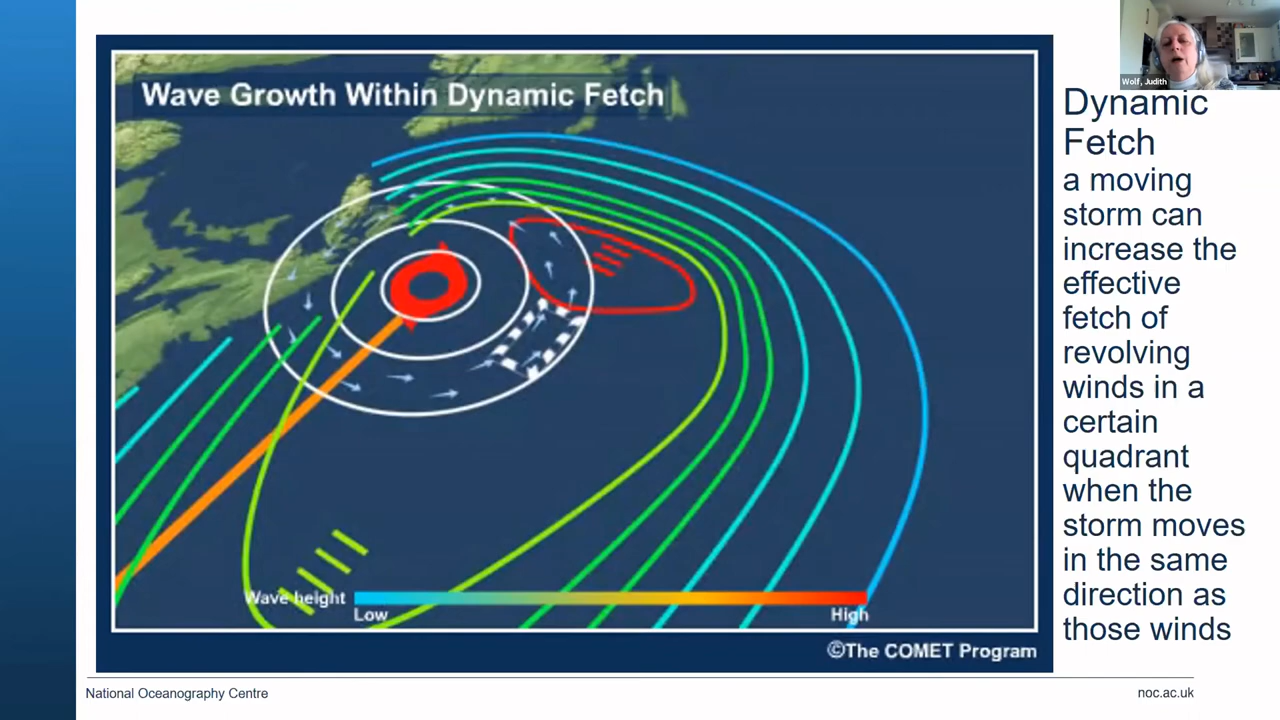 Wave Growth Within Dynamic Fetch
Wave height
Low
High
©The COMET Program
Wolf, Judith
Dynamic
Fetch
a moving
storm can
increase the
effective
fetch of
revolving
winds in a
certain
quadrant
when the
storm moves
in the same
direction as
those winds
National Oceanography Centre
noc.ac.uk